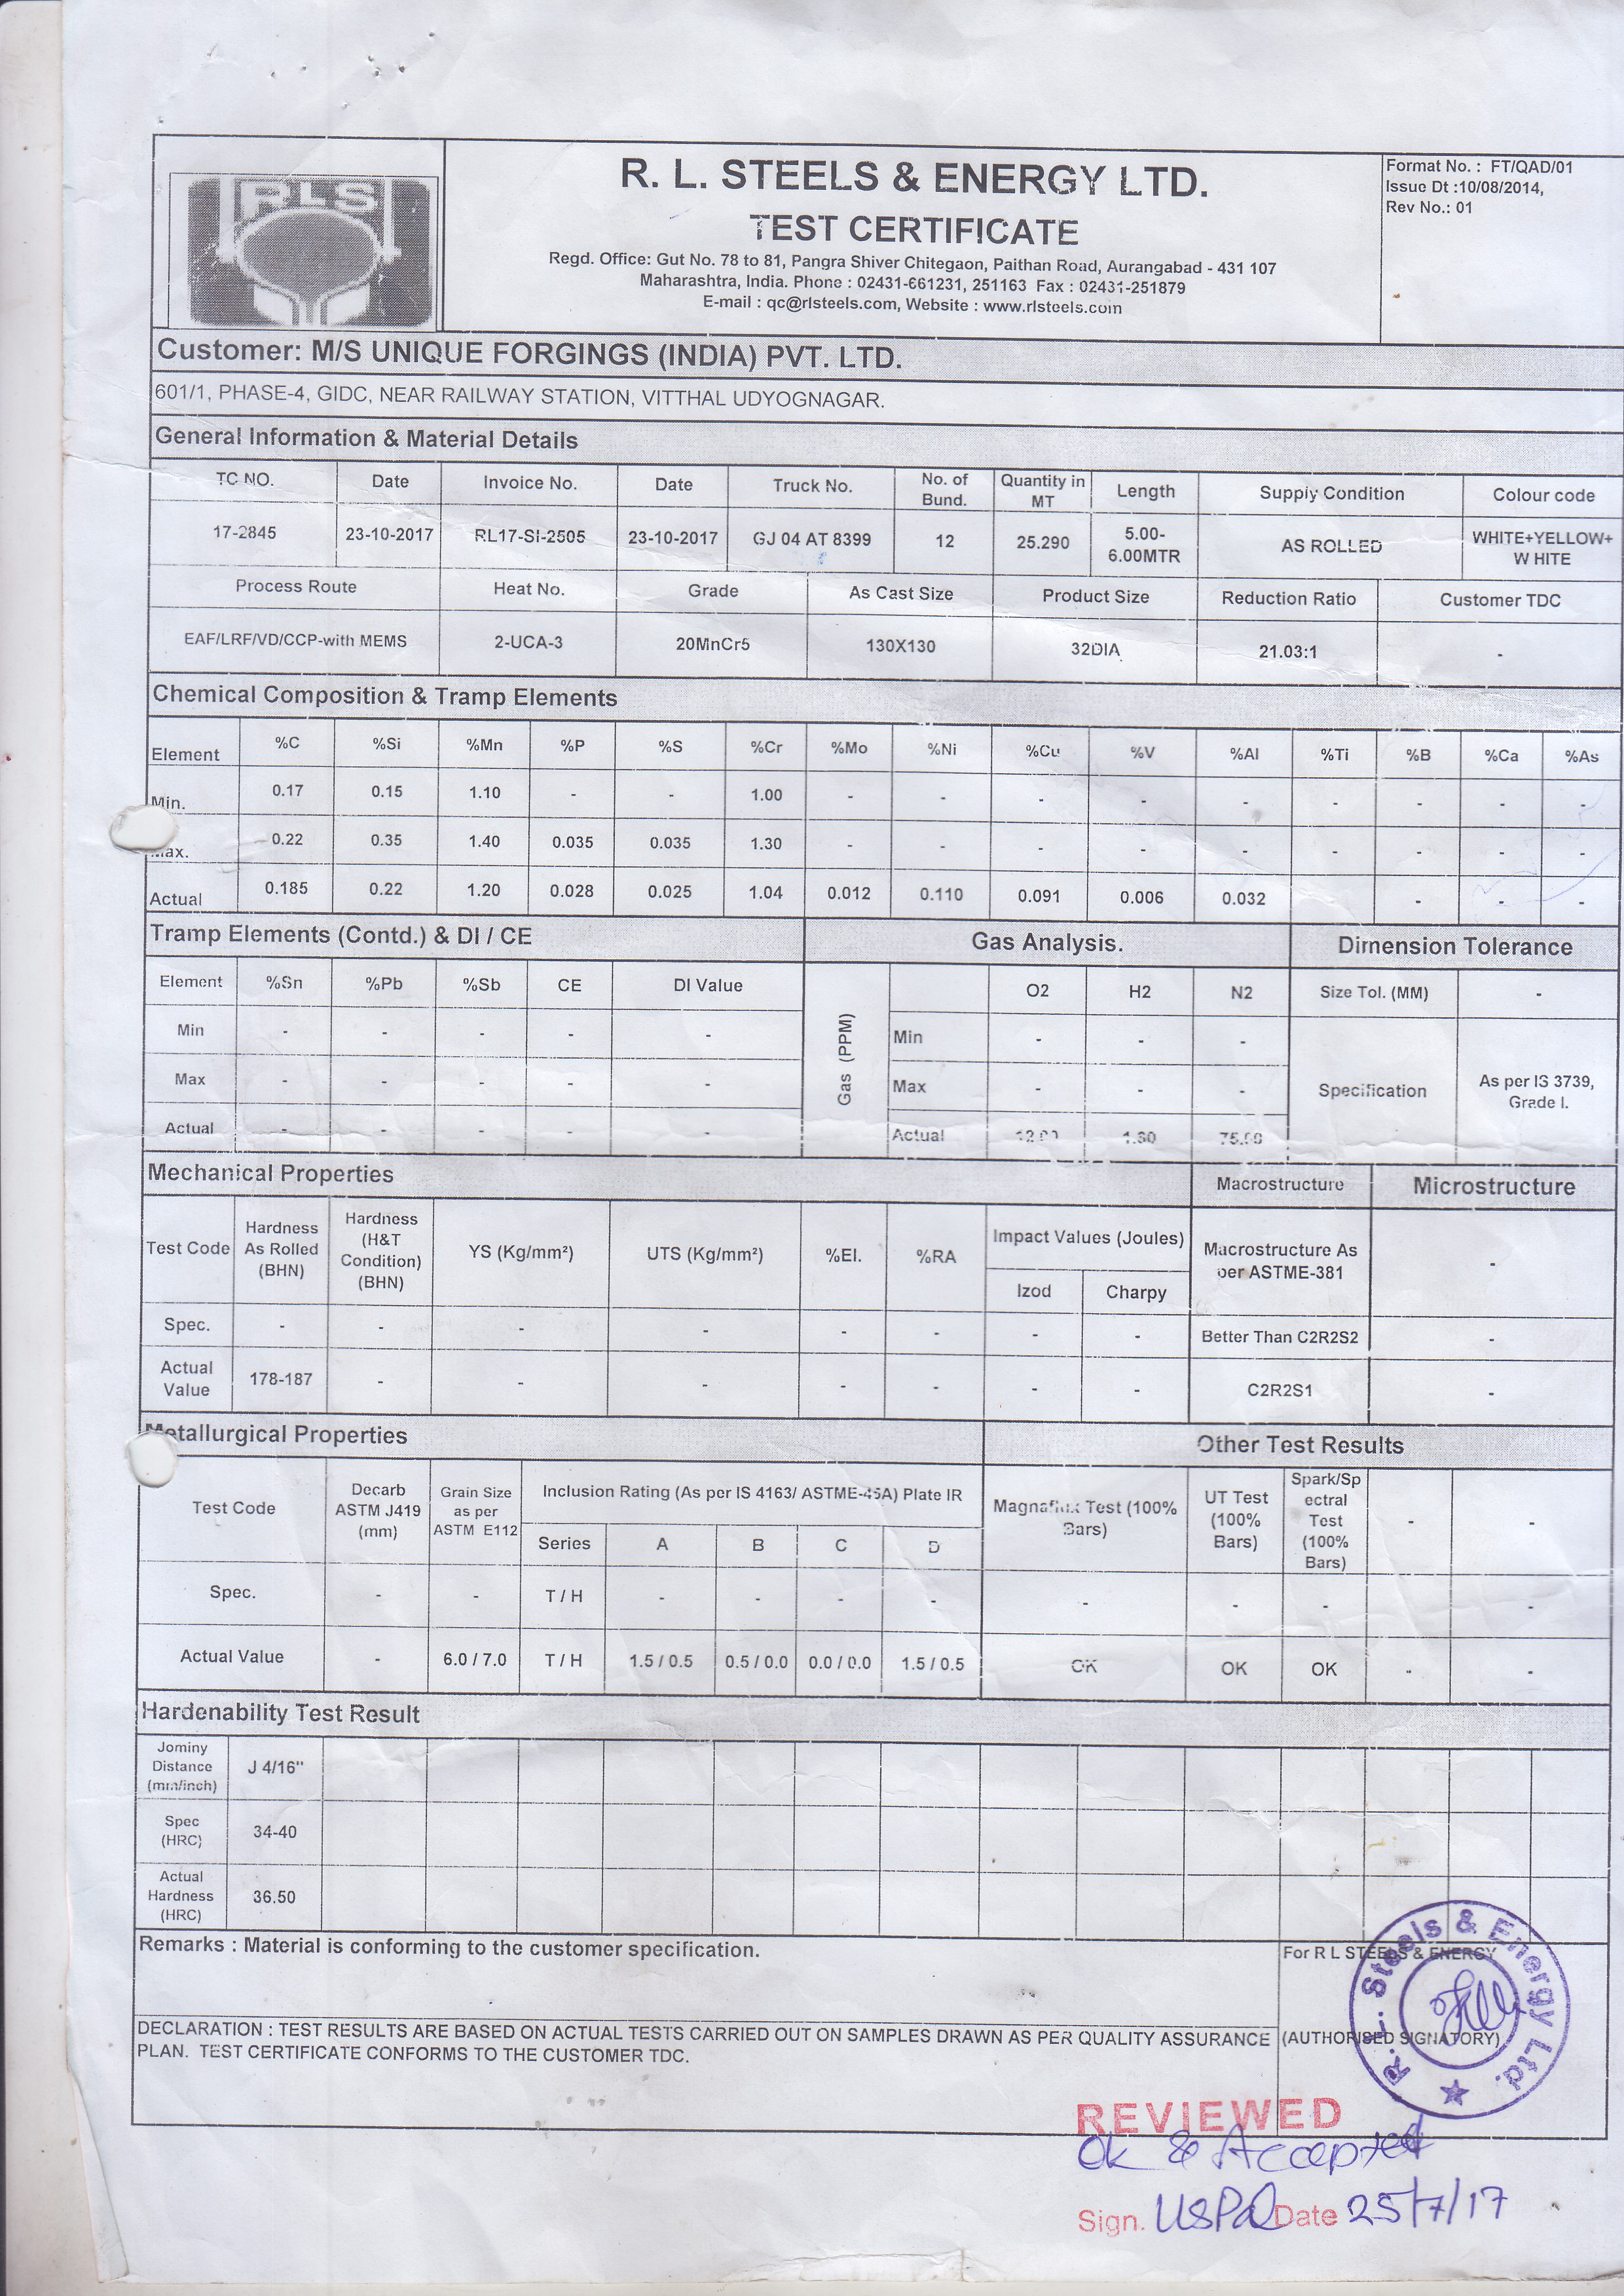 RLS
R. L. STEELS & ENERGY LTD.
TEST CERTIFICATE
Regd. Office: Gut No. 78 to 81, Pangra Shiver Chitegaon, Paithan Road, Aurangabad - 431 107
Maharashtra, India. Phone : 02431-661231, 251163 Fax : 02431-251879
E-mail : qc@rlsteels.com, Website : www.rlsteels.com
Format No. : FT/QAD/01
Issue Dt :10/08/2014,
Rev No.: 01
Customer: M/S UNIQUE FORGINGS (INDIA) PVT. LTD.
601/1, PHASE-4, GIDC, NEAR RAILWAY STATION, VITTHAL UDYOGNAGAR.
General Information & Material Details
TC NO. Date Invoice No. Date Truck No. No. of Bund. Quantity in MT Length Supply Condition Colour code
17-2845 23-10-2017 RL17-SI-2505 23-10-2017 GJ 04 AT 8399 12 25.290 5.00-6.00MTR AS ROLLED WHITE+YELLOW+W HITE
Process Route Heat No. Grade As Cast Size Product Size Reduction Ratio Customer TDC
EAF/LRF/VD/CCP-with MEMS 2-UCA-3 20MnCr5 130X130 32DIA 21.03:1 -
Chemical Composition & Tramp Elements
Element %C %Si %Mn %P %S %Cr %Mo %Ni %Cu %V %Al %Ti %B %Ca %As
Min. 0.17 0.15 1.10 - - 1.00 - - - - - - - - -
Max. 0.22 0.35 1.40 0.035 0.035 1.30 - - - - - - - - -
Actual 0.185 0.22 1.20 0.028 0.025 1.04 0.012 0.110 0.091 0.006 0.032 - - -
Tramp Elements (Contd.) & DI / CE Gas Analysis. Dimension Tolerance
Element %Sn %Pb %Sb CE DI Value Gas (PPM) O2 H2 N2 Size Tol. (MM) -
Min - - - - - Min - - -
Max - - - - - Max - - - Specification As per IS 3739, Grade I.
Actual - - - - - Actual
Mechanical Properties Macrostructure Microstructure
Test Code Hardness As Rolled (BHN) Hardness (H&T Condition) (BHN) YS (Kg/mm²) UTS (Kg/mm²) %El. %RA Impact Values (Joules) Macrostructure As per ASTME-381 -
Izod Charpy
Spec. - - - - - - - - Better Than C2R2S2 -
Actual Value 178-187 - - - - - - - C2R2S1 -
Metallurgical Properties Other Test Results
Test Code Decarb ASTM J419 (mm) Grain Size as per ASTM E112 Inclusion Rating (As per IS 4163/ ASTME-45A) Plate IR Magnaflux Test (100% Bars) UT Test (100% Bars) Spark/Sp ectral Test (100% Bars) - -
Series A B C D
Spec. - - T / H - - - - - - - -
Actual Value - 6.0 / 7.0 T / H 1.5 / 0.5 0.5 / 0.0 0.0 / 0.0 1.5 / 0.5 OK OK OK - -
Hardenability Test Result
Jominy Distance (mm/inch) J 4/16"
Spec (HRC) 34-40
Actual Hardness (HRC) 36.50
Remarks : Material is conforming to the customer specification.
For R L STEELS & ENERGY
R. L. Steels & Energy Ltd.
(AUTHORISED SIGNATORY)
DECLARATION : TEST RESULTS ARE BASED ON ACTUAL TESTS CARRIED OUT ON SAMPLES DRAWN AS PER QUALITY ASSURANCE
PLAN. TEST CERTIFICATE CONFORMS TO THE CUSTOMER TDC.
REVIEWED
Ok & Accepted
Sign. Date 25/7/17